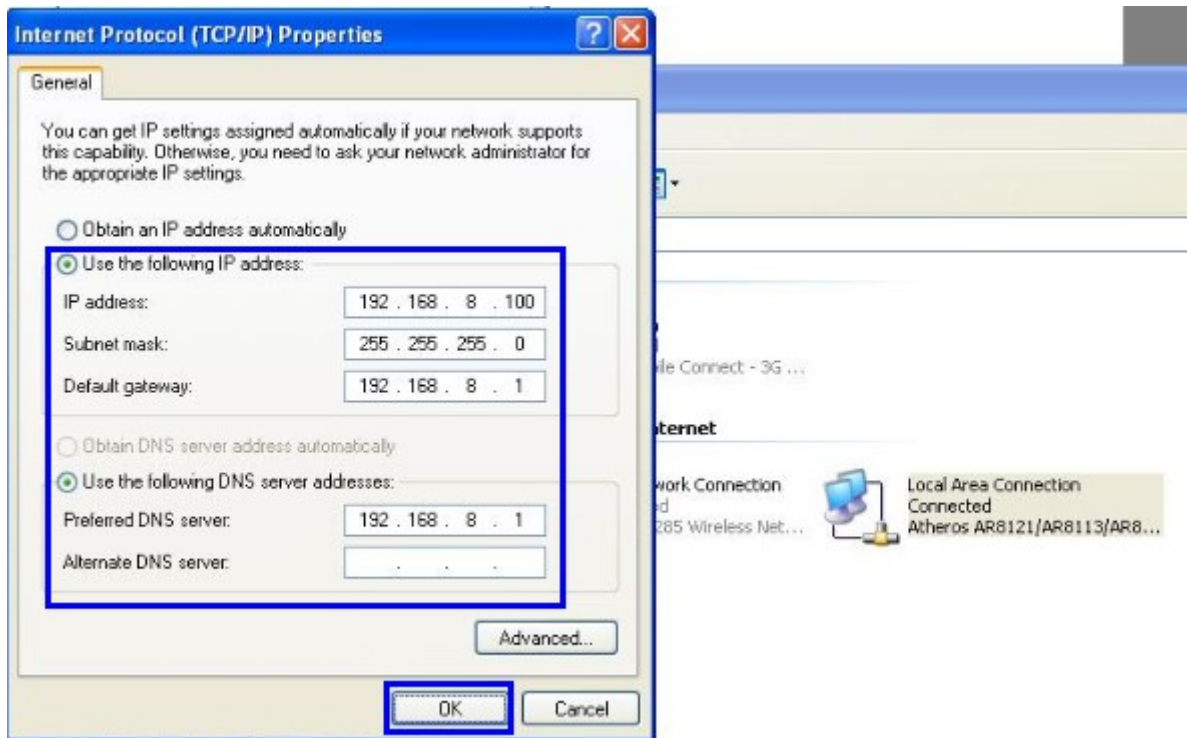 Internet Protocol (TCP/IP) Properties
General
You can get IP settings assigned automatically if your network supports
this capability. Otherwise, you need to ask your network administrator for
the appropriate IP settings.
Obtain an IP address automatically
Use the following IP address:
IP address: 192 . 168 . 8 . 100
Subnet mask: 255 . 255 . 255 . 0
Default gateway: 192 . 168 . 8 . 1
Obtain DNS server address automatically
Use the following DNS server addresses:
Preferred DNS server: 192 . 168 . 8 . 1
Alternate DNS server: . . .
Advanced...
OK Cancel
Connect - 3G ...
Connection
285 Wireless Net...
Local Area Connection
Connected
Atheros AR8121/AR8113/AR8...